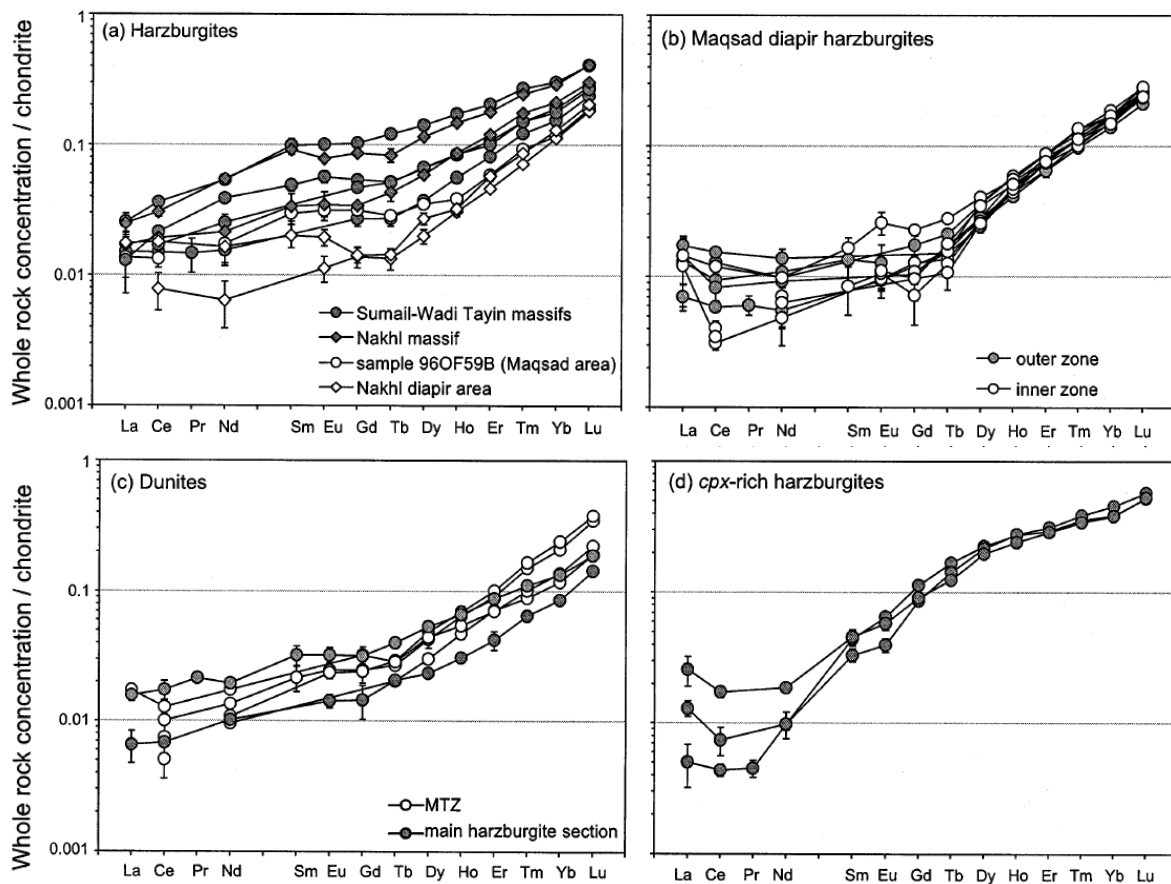 (a) Harzburgites
Whole rock concentration / chondrite
1
0.1
0.01
0.001
Sumail-Wadi Tayin massifs
Nakhl massif
sample 96OF59B (Maqsad area)
Nakhl diapir area
La Ce Pr Nd Sm Eu Gd Tb Dy Ho Er Tm Yb Lu
(b) Maqsad diapir harzburgites
outer zone
inner zone
La Ce Pr Nd Sm Eu Gd Tb Dy Ho Er Tm Yb Lu
(c) Dunites
Whole rock concentration / chondrite
1
0.1
0.01
0.001
MTZ
main harzburgite section
La Ce Pr Nd Sm Eu Gd Tb Dy Ho Er Tm Yb Lu
(d) cpx-rich harzburgites
La Ce Pr Nd Sm Eu Gd Tb Dy Ho Er Tm Yb Lu